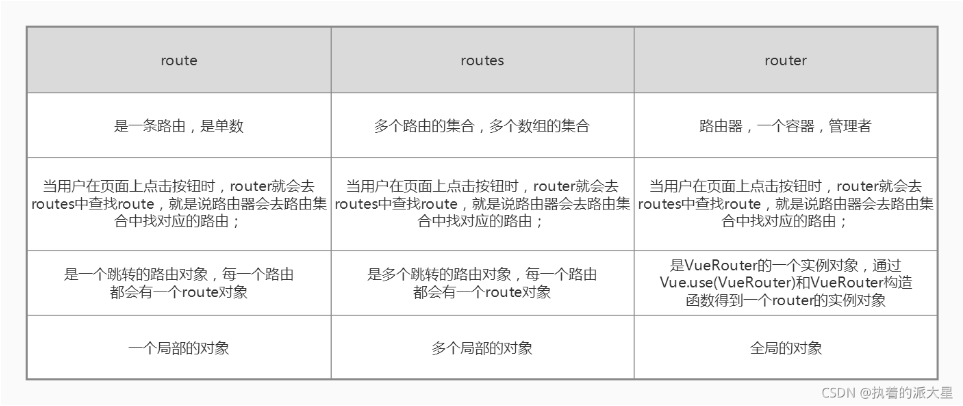 route
routes
router
是一条路由，是单数
多个路由的集合，多个数组的集合
路由器，一个容器，管理者
当用户在页面上点击按钮时，router就会去
routes中查找route，就是说路由器会去路由集
合中找对应的路由；
当用户在页面上点击按钮时，router就会去
routes中查找route，就是说路由器会去路由集
合中找对应的路由；
当用户在页面上点击按钮时，router就会去
routes中查找route，就是说路由器会去路由集
合中找对应的路由；
是一个跳转的路由对象，每一个路由
都会有一个route对象
是多个跳转的路由对象，每一个路由
都会有一个route对象
是VueRouter的一个实例对象，通过
Vue.use(VueRouter)和VueRouter构造
函数得到一个router的实例对象
一个局部的对象
多个局部的对象
全局的对象
CSDN @执着的派大星